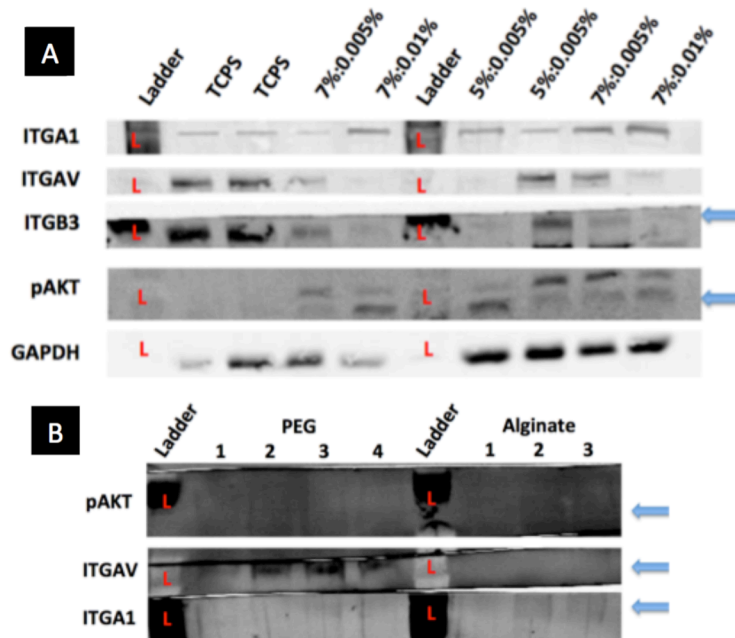 A
Ladder TCPS TCPS 7%:0.005% 7%:0.01% Ladder 5%:0.005% 5%:0.005% 7%:0.005% 7%:0.01%
ITGA1 L L
ITGAV L L
ITGB3 L L
pAKT L L
GAPDH L L
B
Ladder PEG Ladder Alginate
1 2 3 4 1 2 3
pAKT L L
ITGAV L L
ITGA1 L L